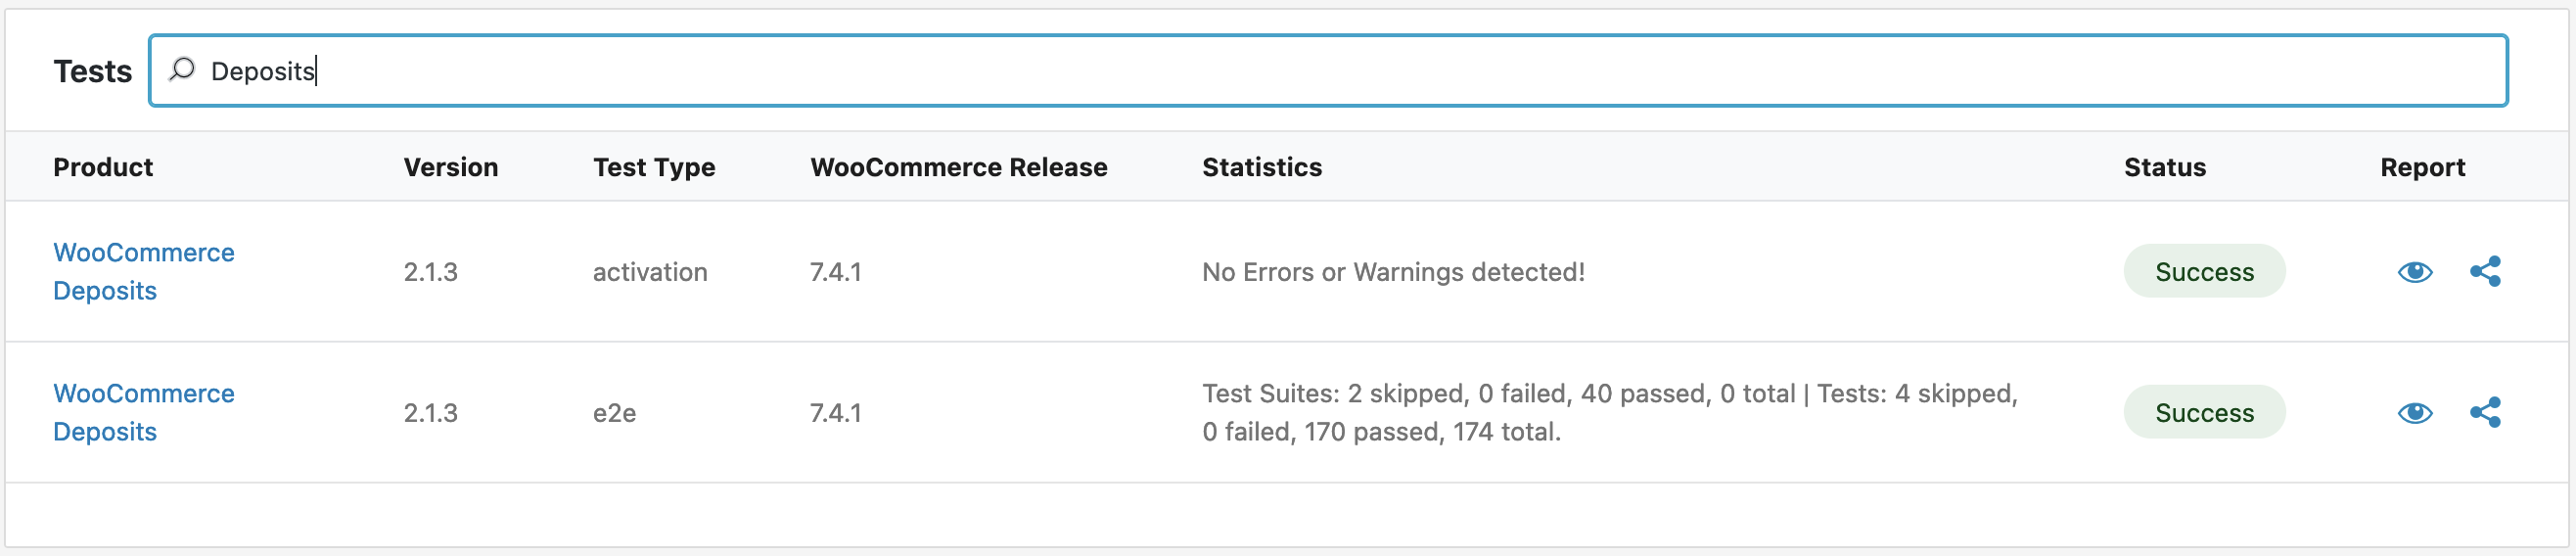 Tests
Deposits
Product Version Test Type WooCommerce Release Statistics Status Report
WooCommerce
Deposits
2.1.3 activation 7.4.1 No Errors or Warnings detected! Success
WooCommerce
Deposits
2.1.3 e2e 7.4.1
Test Suites: 2 skipped, 0 failed, 40 passed, 0 total | Tests: 4 skipped,
0 failed, 170 passed, 174 total.
Success